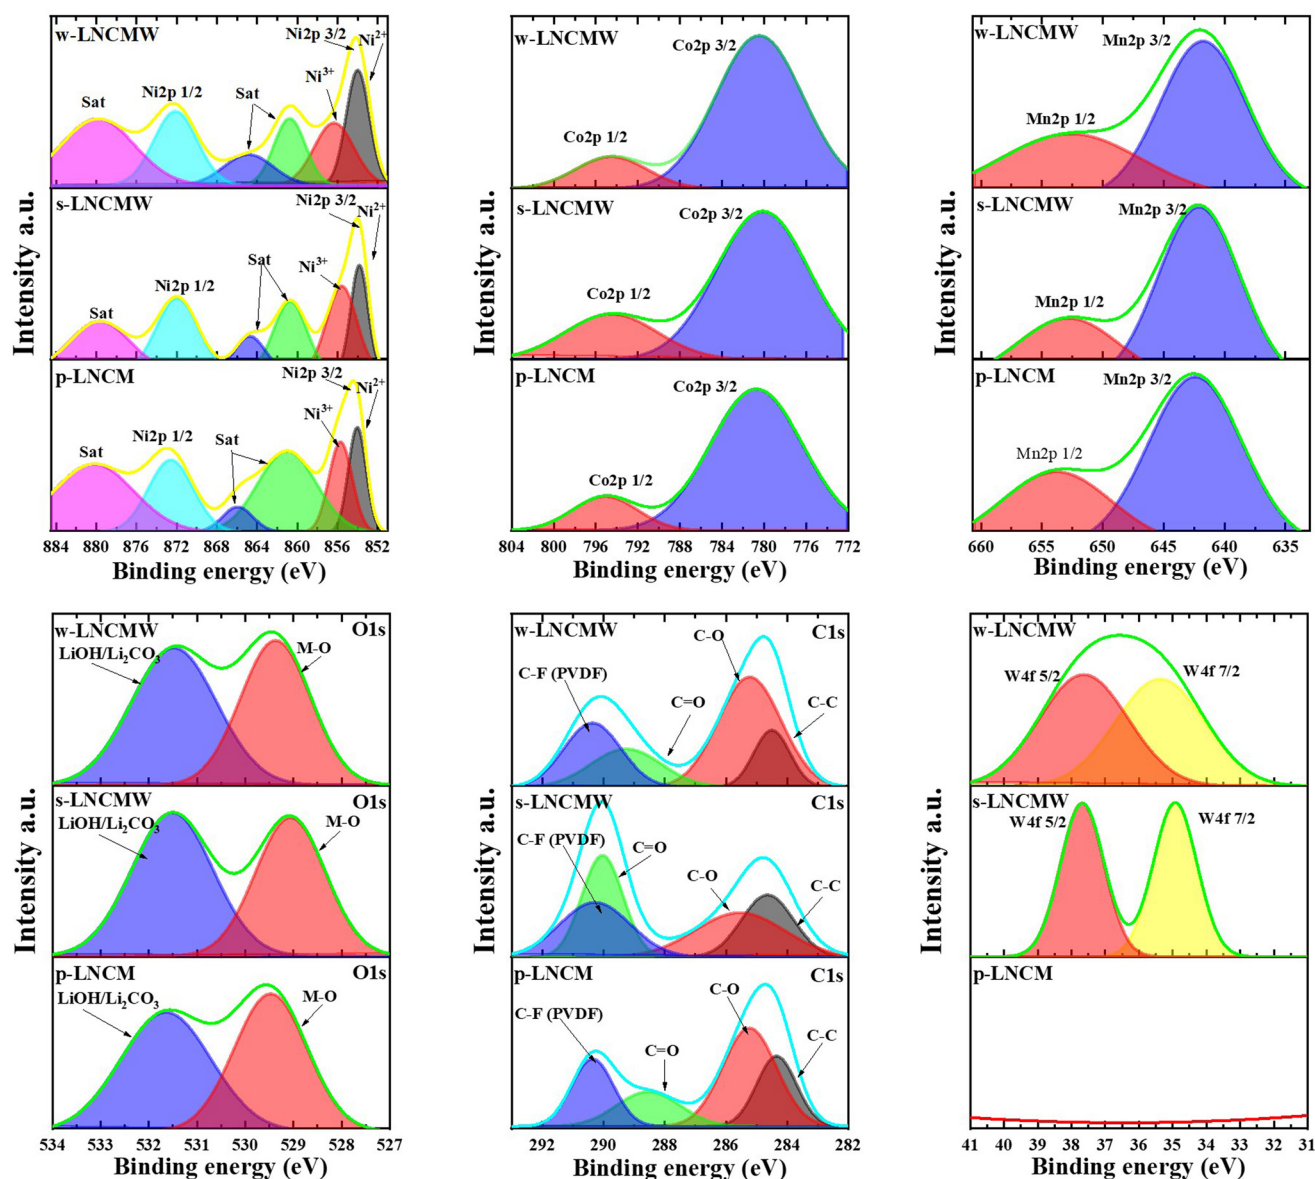 Intensity a.u.
w-LNCMW
Ni2p 3/2
Ni²⁺
Ni³⁺
Sat
Ni2p 1/2
Sat
s-LNCMW
Ni2p 3/2
Ni²⁺
Ni³⁺
Sat
Ni2p 1/2
Sat
p-LNCM
Ni2p 3/2
Ni²⁺
Ni³⁺
Sat
Ni2p 1/2
Sat
884 880 876 872 868 864 860 856 852
Binding energy (eV)
Intensity a.u.
w-LNCMW
Co2p 3/2
Co2p 1/2
s-LNCMW
Co2p 3/2
Co2p 1/2
p-LNCM
Co2p 3/2
Co2p 1/2
804 800 796 792 788 784 780 776 772
Binding energy (eV)
Intensity a.u.
w-LNCMW
Mn2p 3/2
Mn2p 1/2
s-LNCMW
Mn2p 3/2
Mn2p 1/2
p-LNCM
Mn2p 3/2
Mn2p 1/2
660 655 650 645 640 635
Binding energy (eV)
Intensity a.u.
w-LNCMW O1s
LiOH/Li₂CO₃
M-O
s-LNCMW O1s
LiOH/Li₂CO₃
M-O
p-LNCM O1s
LiOH/Li₂CO₃
M-O
534 533 531 530 529 528 527
Binding energy (eV)
Intensity a.u.
w-LNCMW C1s
C-O
C-F (PVDF)
C=O
C-C
s-LNCMW C1s
C-F (PVDF)
C=O
C-O
C-C
p-LNCM C1s
C-O
C-F (PVDF)
C=O
C-C
292 290 288 286 284 282
Binding energy (eV)
Intensity a.u.
w-LNCMW
W4f 5/2
W4f 7/2
s-LNCMW
W4f 5/2
W4f 7/2
p-LNCM
41 40 38 37 36 35 33 32 31
Binding energy (eV)